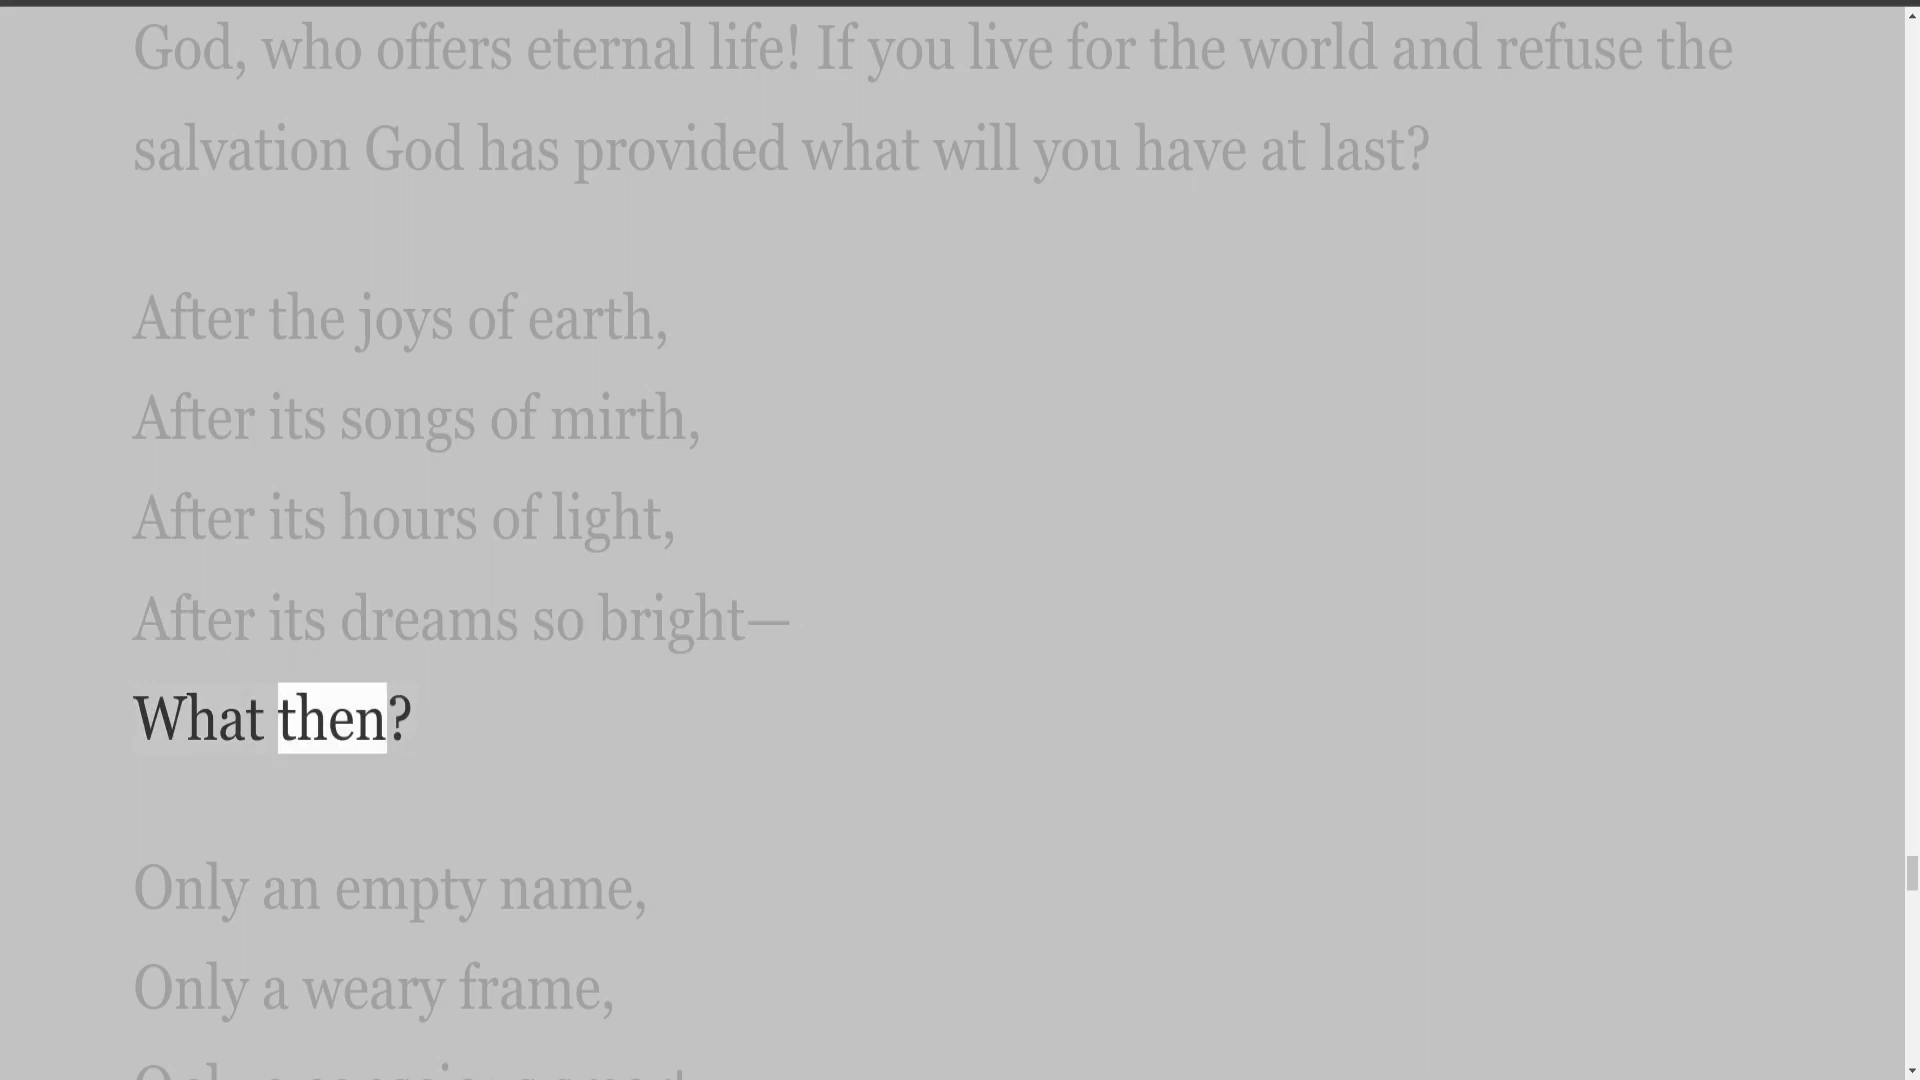 God, who offers eternal life! If you live for the world and refuse the
salvation God has provided what will you have at last?
After the joys of earth,
After its songs of mirth,
After its hours of light,
After its dreams so bright—
What then?
Only an empty name,
Only a weary frame,